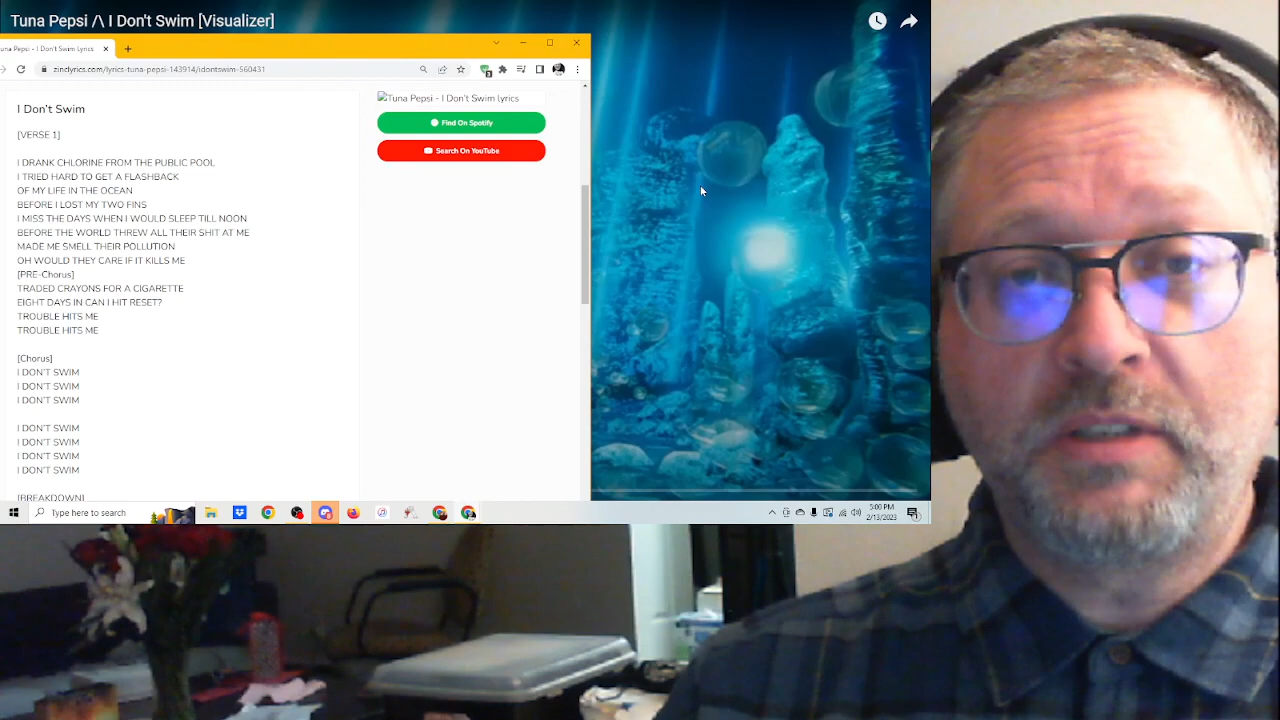 Tuna Pepsi /\ I Don't Swim [Visualizer]
una Pepsi - I Don't Swim Lyrics
zinclyrics.com/lyrics-tuna-pepsi-143914/idontswim-560431
I Don't Swim
Tuna Pepsi - I Don't Swim lyrics
Find On Spotify
Search On YouTube
[VERSE 1]
I DRANK CHLORINE FROM THE PUBLIC POOL
I TRIED HARD TO GET A FLASHBACK
OF MY LIFE IN THE OCEAN
BEFORE I LOST MY TWO FINS
I MISS THE DAYS WHEN I WOULD SLEEP TILL NOON
BEFORE THE WORLD THREW ALL THEIR SHIT AT ME
MADE ME SMELL THEIR POLLUTION
OH WOULD THEY CARE IF IT KILLS ME
[PRE-Chorus]
TRADED CRAYONS FOR A CIGARETTE
EIGHT DAYS IN CAN I HIT RESET?
TROUBLE HITS ME
TROUBLE HITS ME
[Chorus]
I DON'T SWIM
I DON'T SWIM
I DON'T SWIM
I DON'T SWIM
I DON'T SWIM
I DON'T SWIM
I DON'T SWIM
[BREAKDOWN]
Type here to search
5:00 PM
2/13/2023